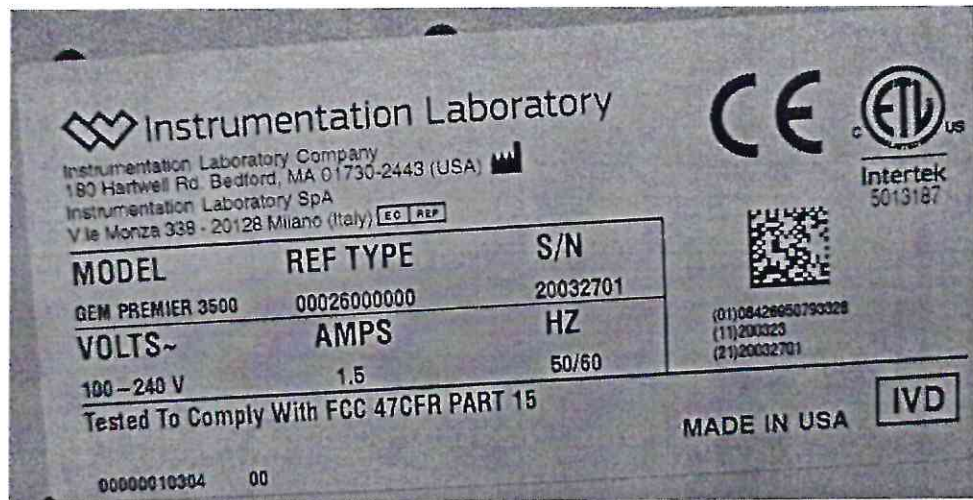 Instrumentation Laboratory
Instrumentation Laboratory Company
180 Hartwell Rd. Bedford, MA 01730-2443 (USA)
Instrumentation Laboratory SpA
V.le Monza 338 - 20128 Milano (Italy) EC REP
CE
C ETL US
Intertek
5013187
MODEL REF TYPE S/N
GEM PREMIER 3500 00026000000 20032701
VOLTS~ AMPS HZ
100-240 V 1.5 50/60
(01)08426950793328
(11)200323
(21)20032701
Tested To Comply With FCC 47CFR PART 15
MADE IN USA IVD
00000010304 00